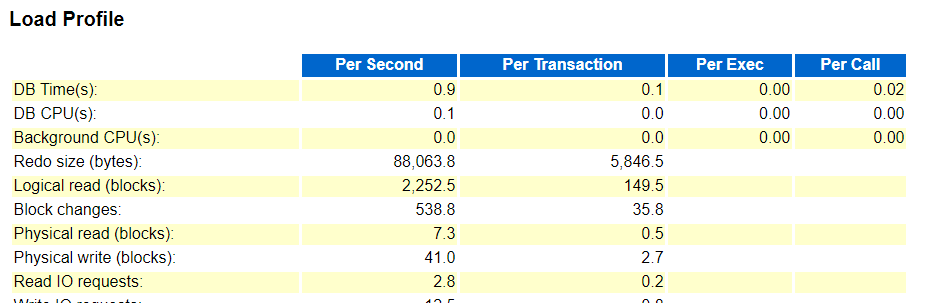 Load Profile
Per Second Per Transaction Per Exec Per Call
DB Time(s): 0.9 0.1 0.00 0.02
DB CPU(s): 0.1 0.0 0.00 0.00
Background CPU(s): 0.0 0.0 0.00 0.00
Redo size (bytes): 88,063.8 5,846.5
Logical read (blocks): 2,252.5 149.5
Block changes: 538.8 35.8
Physical read (blocks): 7.3 0.5
Physical write (blocks): 41.0 2.7
Read IO requests: 2.8 0.2